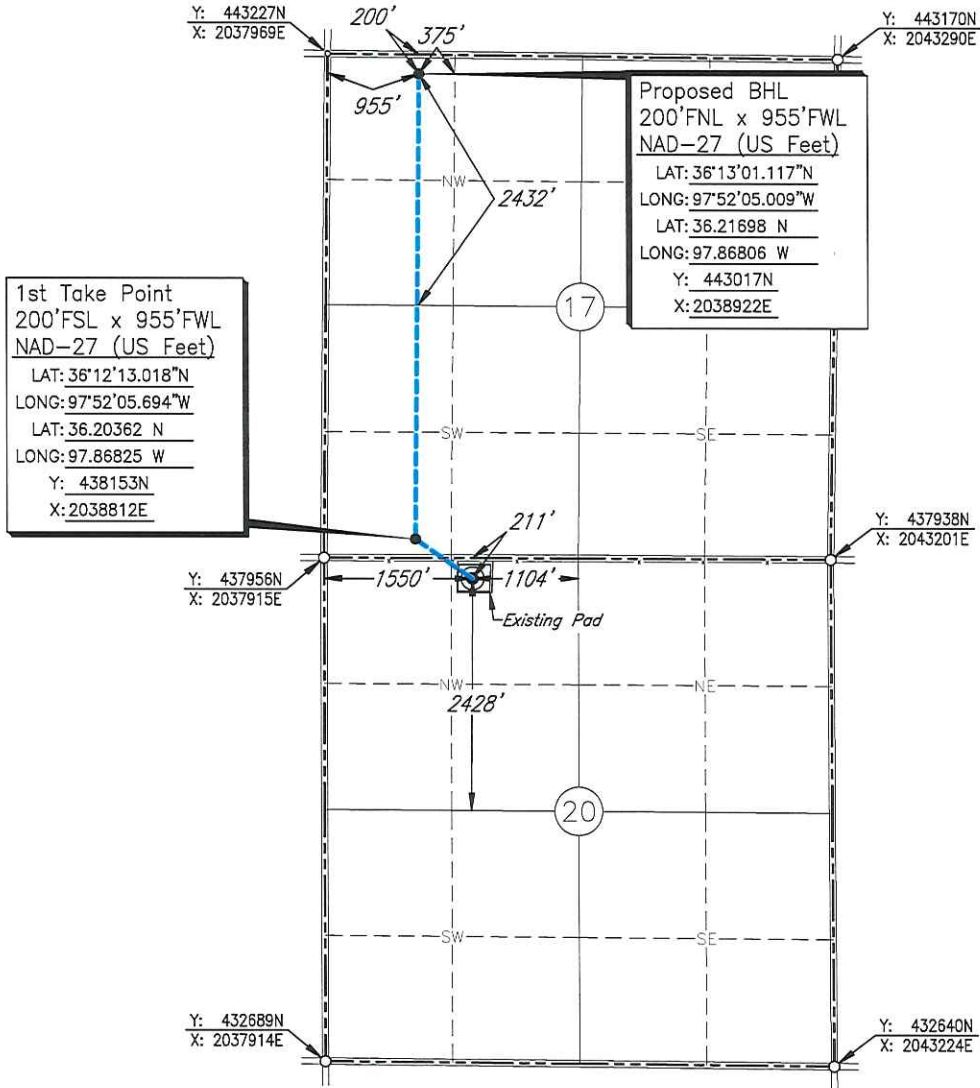 Y: 443227N
X: 2037969E
200'
375'
Y: 443170N
X: 2043290E
955'
Proposed BHL
200'FNL x 955'FWL
NAD-27 (US Feet)
LAT: 36°13'01.117"N
LONG: 97°52'05.009"W
LAT: 36.21698 N
LONG: 97.86806 W
Y: 443017N
X: 2038922E
NW
2432'
17
1st Take Point
200'FSL x 955'FWL
NAD-27 (US Feet)
LAT: 36°12'13.018"N
LONG: 97°52'05.694"W
LAT: 36.20362 N
LONG: 97.86825 W
Y: 438153N
X: 2038812E
SW
SE
211'
Y: 437938N
X: 2043201E
Y: 437956N
X: 2037915E
1550'
1104'
Existing Pad
NW
NE
2428'
20
SW
SE
Y: 432689N
X: 2037914E
Y: 432640N
X: 2043224E